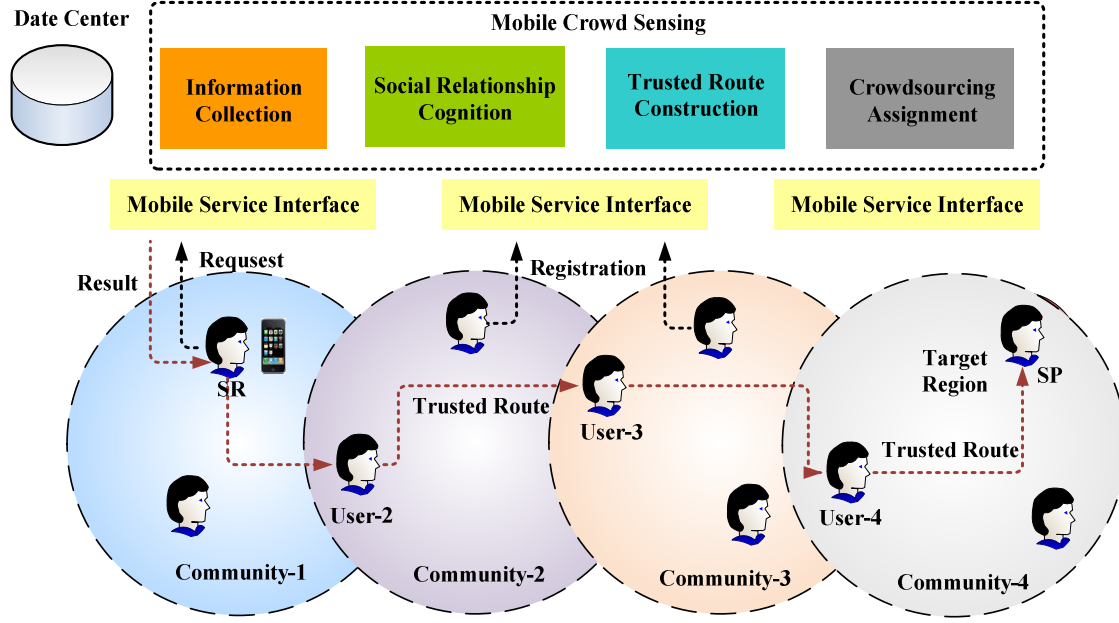 Date Center
Mobile Crowd Sensing
Information
Collection
Social Relationship
Cognition
Trusted Route
Construction
Crowdsourcing
Assignment
Mobile Service Interface
Mobile Service Interface
Mobile Service Interface
Result
Requsest
Registration
SR
Target
Region
SP
Trusted Route
User-3
Trusted Route
User-2
User-4
Community-1
Community-2
Community-3
Community-4